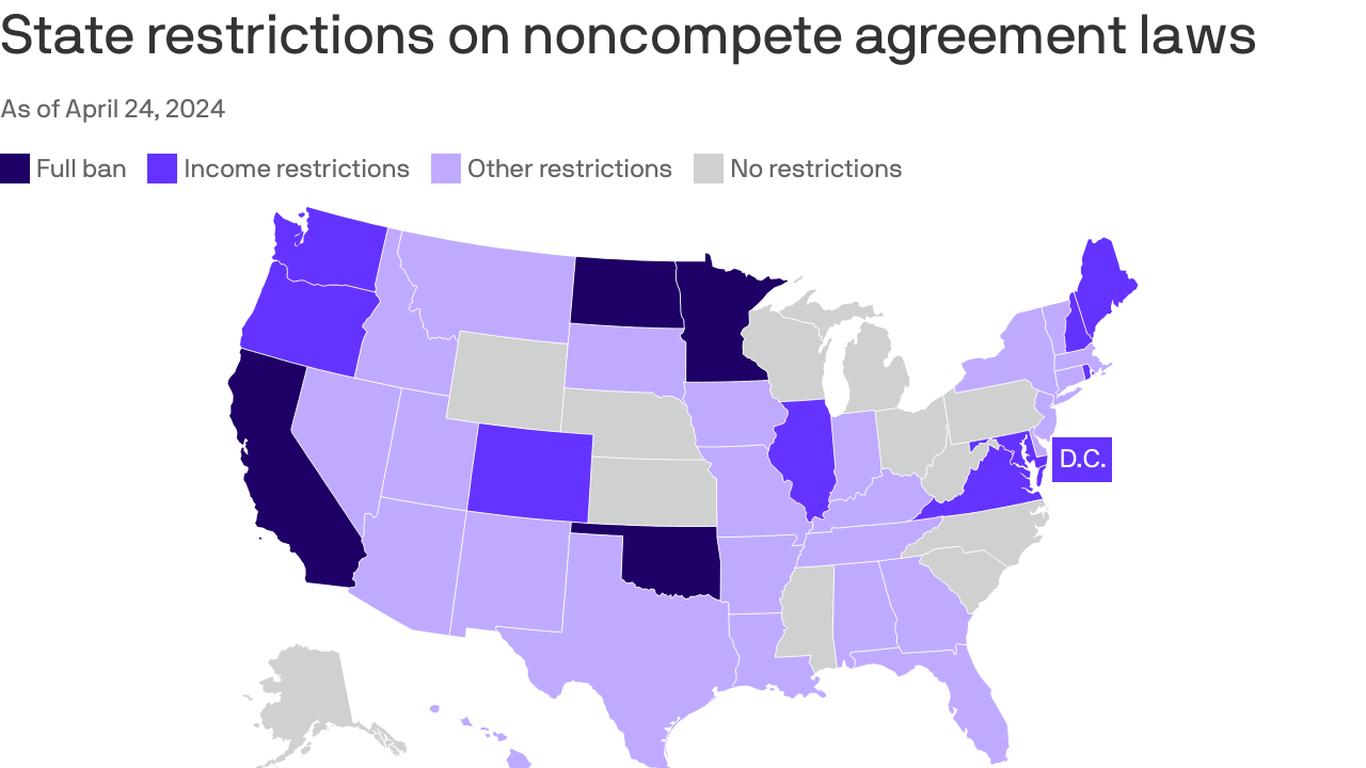 State restrictions on noncompete agreement laws
As of April 24, 2024
Full ban Income restrictions Other restrictions No restrictions
D.C.